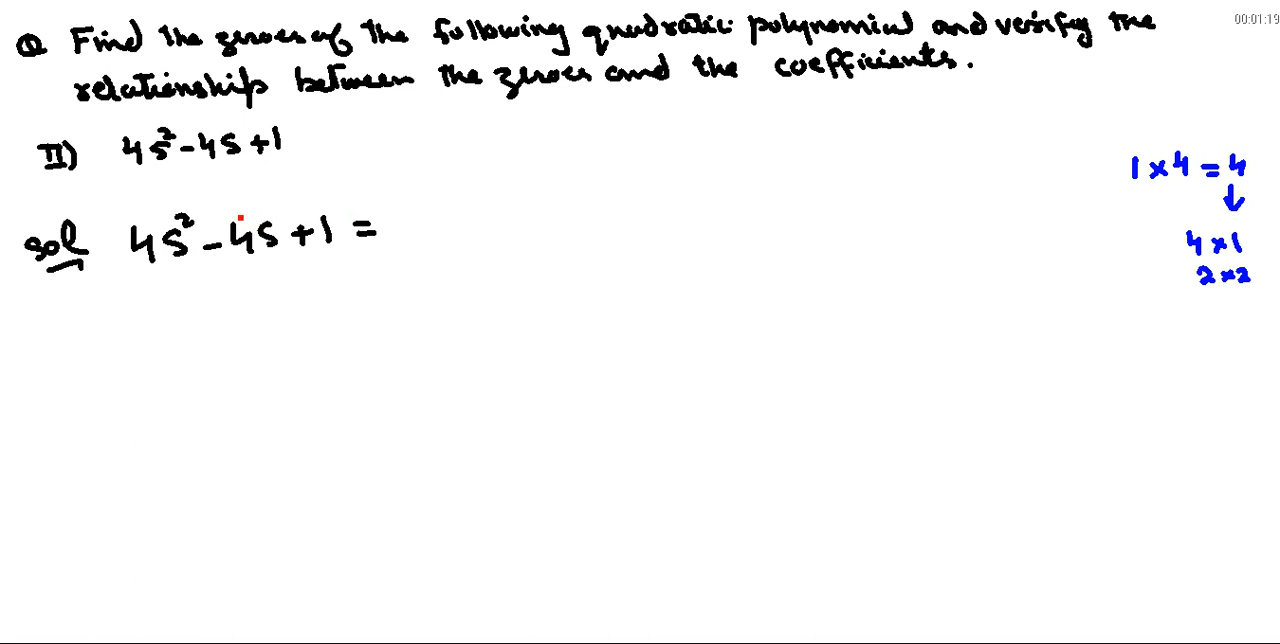 00:01:19
Q Find the zeroes of the following quadratic polynomial and verify the
relationship between the zeroes and the coefficients.
II) 4s²-4s+1
1×4=4
↓
sol 4s²-4s+1=
4×1
2×2